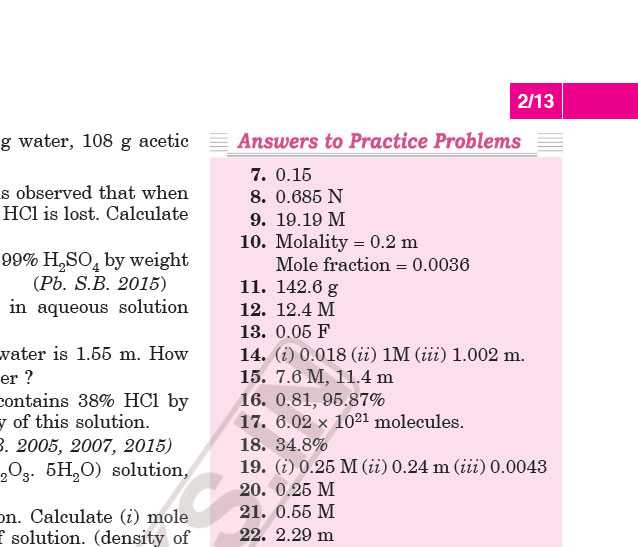 2/13
g water, 108 g acetic
s observed that when
HCl is lost. Calculate
99% H₂SO₄ by weight
(Pb. S.B. 2015)
in aqueous solution
water is 1.55 m. How
er ?
contains 38% HCl by
y of this solution.
B. 2005, 2007, 2015)
₂O₃. 5H₂O) solution,
on. Calculate (i) mole
f solution. (density of
Answers to Practice Problems
7. 0.15
8. 0.685 N
9. 19.19 M
10. Molality = 0.2 m
Mole fraction = 0.0036
11. 142.6 g
12. 12.4 M
13. 0.05 F
14. (i) 0.018 (ii) 1M (iii) 1.002 m.
15. 7.6 M, 11.4 m
16. 0.81, 95.87%
17. 6.02 × 10²¹ molecules.
18. 34.8%
19. (i) 0.25 M (ii) 0.24 m (iii) 0.0043
20. 0.25 M
21. 0.55 M
22. 2.29 m